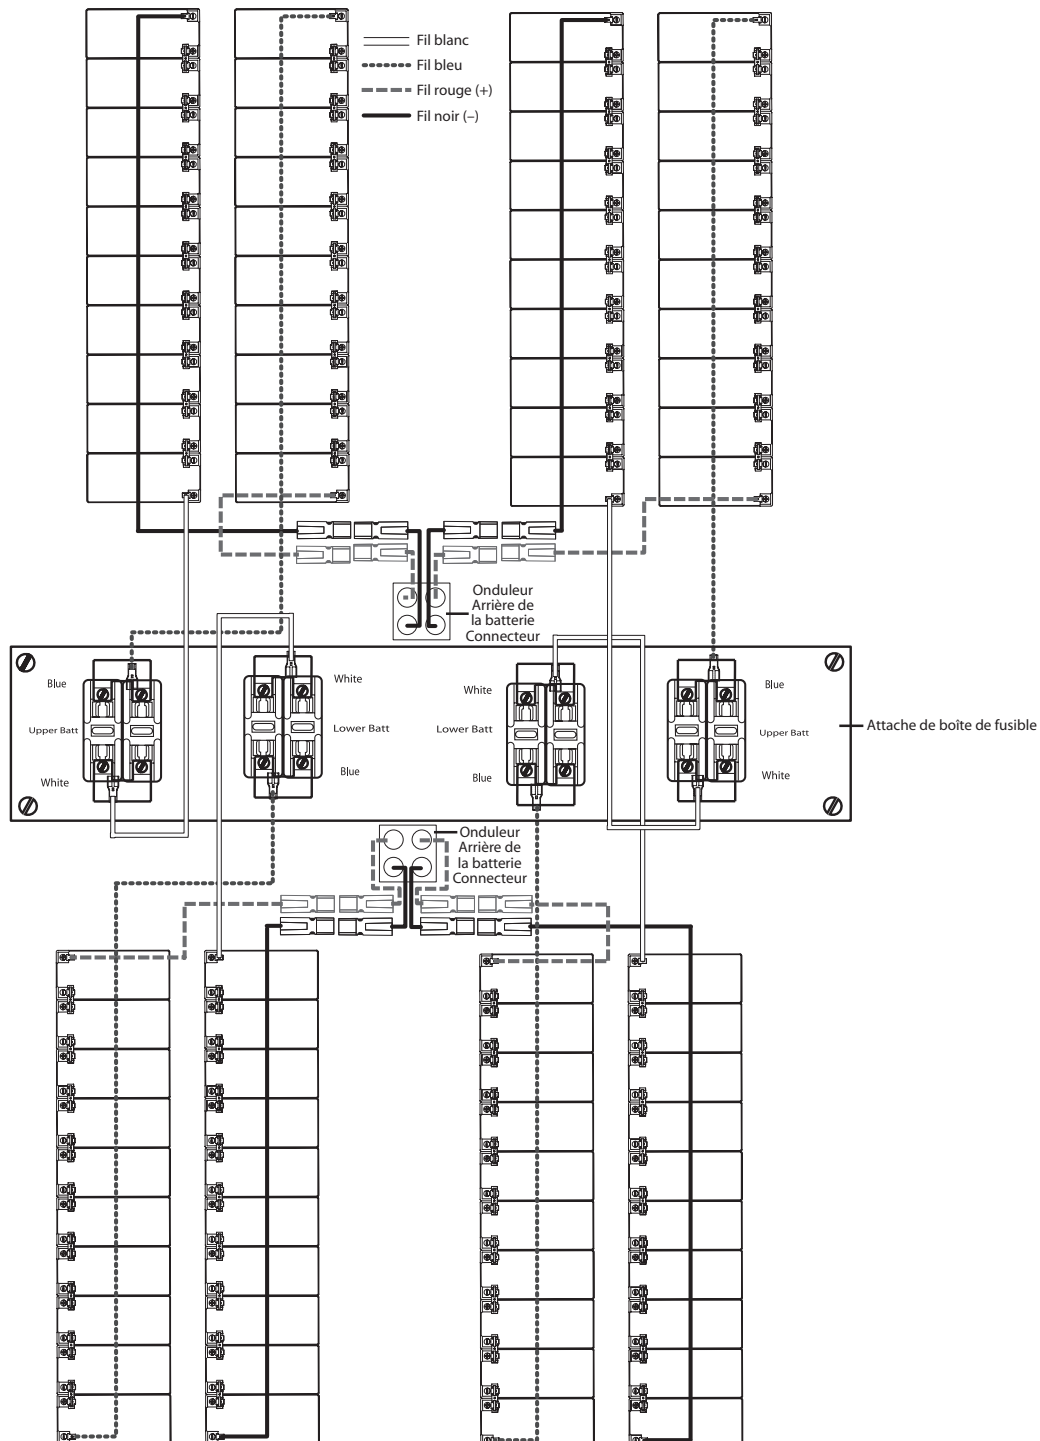 Fil blanc
Fil bleu
Fil rouge (+)
Fil noir (–)
Onduleur
Arrière de
la batterie
Connecteur
Blue
Upper Batt
White
White
Lower Batt
Blue
White
Lower Batt
Blue
Blue
Upper Batt
White
Attache de boîte de fusible
Onduleur
Arrière de
la batterie
Connecteur